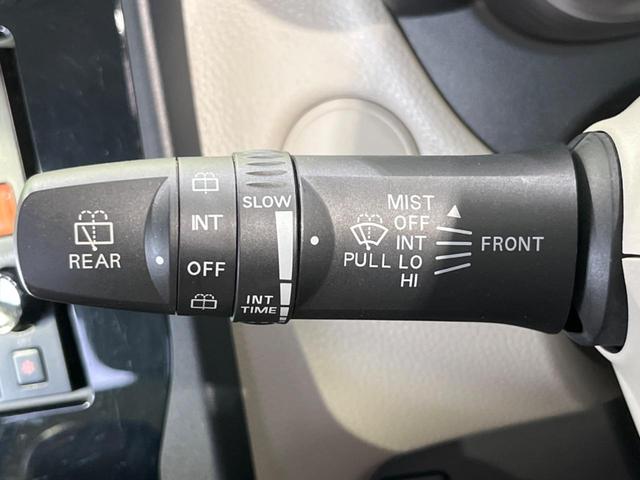 REAR
INT
OFF
SLOW
INT
TIME
MIST
OFF
INT
PULL LO
HI
FRONT